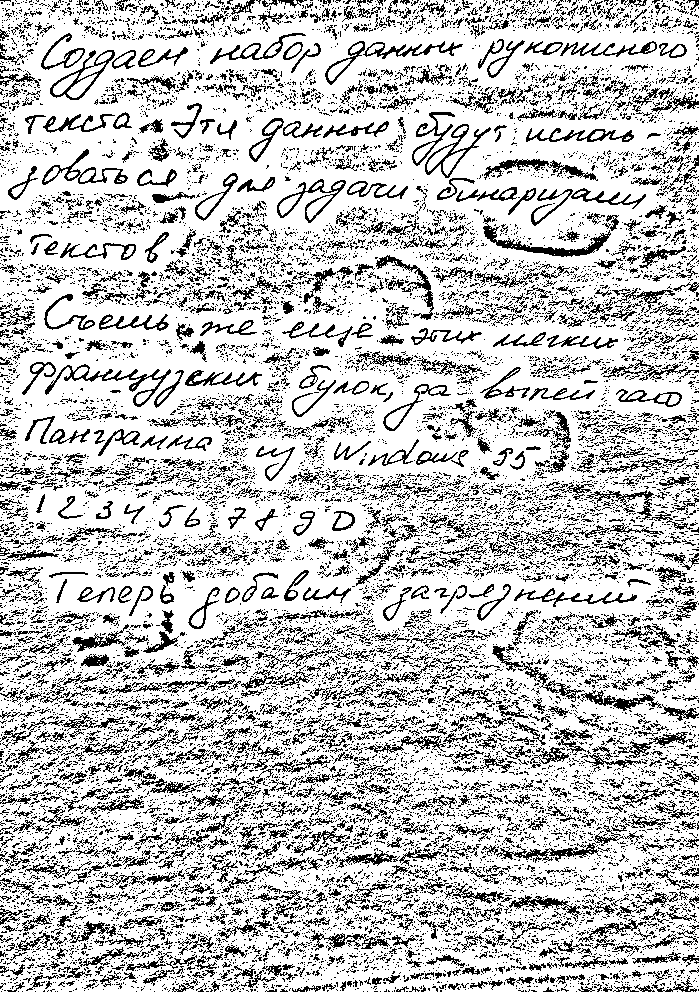 Создаем набор данных рукописного
текста. Эти данные будут исполь-
зоваться для задачи бинаризации
текстов
Съешь же ещё этих мягких
французских булок, да выпей чаю
Панграмма из Windows 95
1 2 3 4 5 6 7 8 9 0
Теперь добавим загрязнений